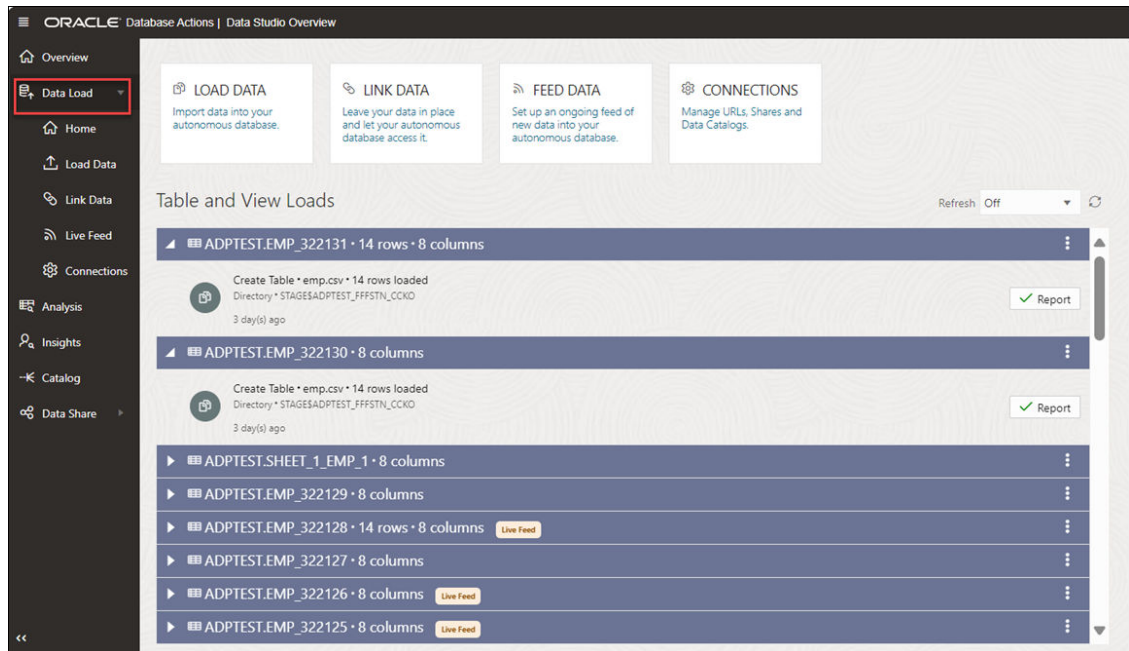 ORACLE Database Actions | Data Studio Overview
Overview
Data Load
Home
Load Data
Link Data
Live Feed
Connections
Analysis
Insights
Catalog
Data Share
LOAD DATA
Import data into your
autonomous database.
LINK DATA
Leave your data in place
and let your autonomous
database access it.
FEED DATA
Set up an ongoing feed of
new data into your
autonomous database.
CONNECTIONS
Manage URLs, Shares and
Data Catalogs.
Table and View Loads
Refresh Off
ADPTEST.EMP_322131 • 14 rows • 8 columns
Create Table • emp.csv • 14 rows loaded
Directory • STAGE$ADPTEST_FFFSTN_CCKO
3 day(s) ago
Report
ADPTEST.EMP_322130 • 8 columns
Create Table • emp.csv • 14 rows loaded
Directory • STAGE$ADPTEST_FFFSTN_CCKO
3 day(s) ago
Report
ADPTEST.SHEET_1_EMP_1 • 8 columns
ADPTEST.EMP_322129 • 8 columns
ADPTEST.EMP_322128 • 14 rows • 8 columns Live Feed
ADPTEST.EMP_322127 • 8 columns
ADPTEST.EMP_322126 • 8 columns Live Feed
ADPTEST.EMP_322125 • 8 columns Live Feed